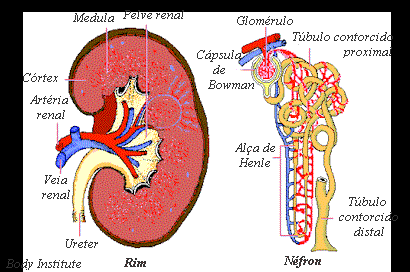 Medula
Pelve renal
Córtex
Artéria
renal
Veia
renal
Ureter
Body Institute
Rim
Glomérulo
Túbulo contorcido
proximal
Cápsula
de
Bowman
Alça de
Henle
Túbulo
contorcido
distal
Néfron